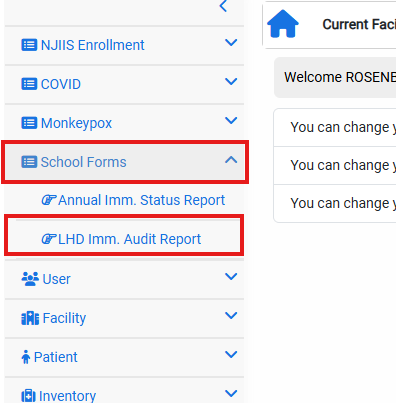 NJIIS Enrollment
COVID
Monkeypox
School Forms
Annual Imm. Status Report
LHD Imm. Audit Report
User
Facility
Patient
Inventory
Current Faci
Welcome ROSENB
You can change y
You can change y
You can change y